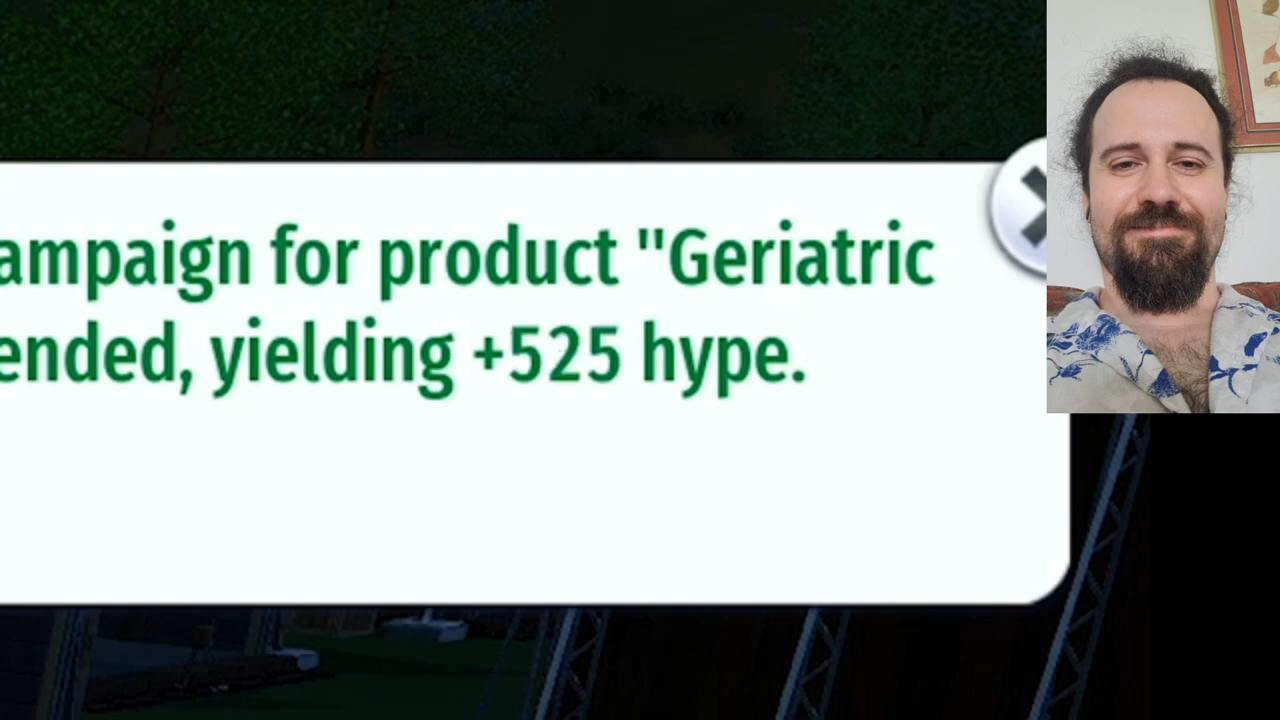 ampaign for product "Geriatric
ended, yielding +525 hype.